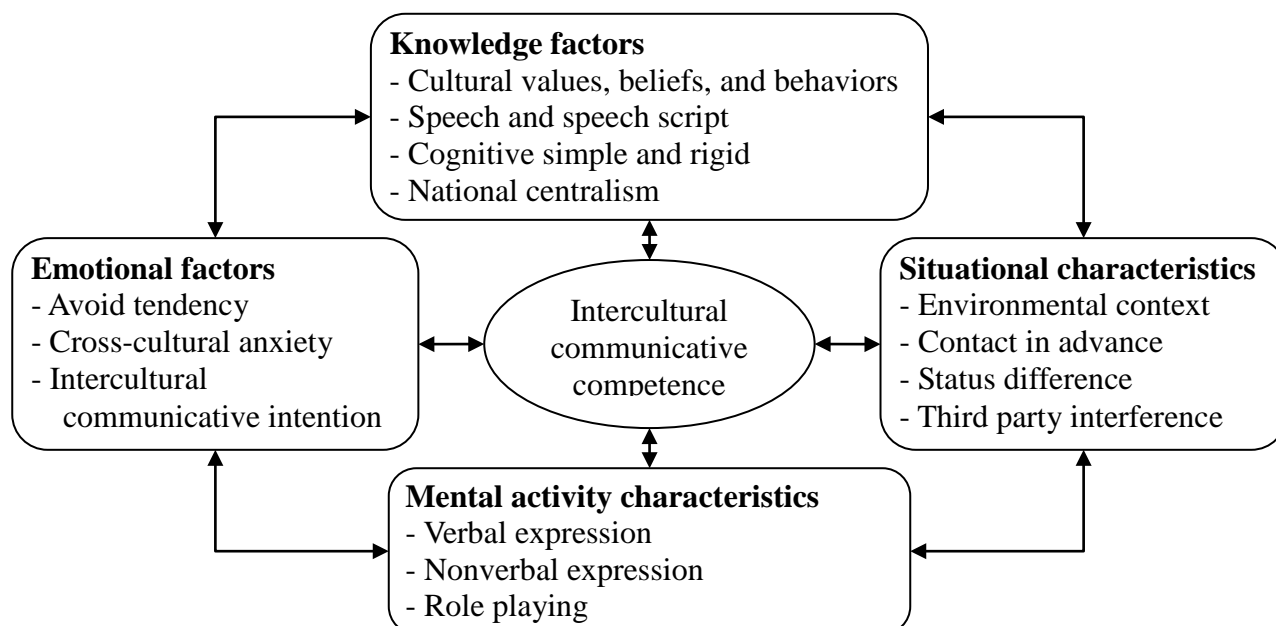 Knowledge factors
- Cultural values, beliefs, and behaviors
- Speech and speech script
- Cognitive simple and rigid
- National centralism
Emotional factors
- Avoid tendency
- Cross-cultural anxiety
- Intercultural
communicative intention
Intercultural
communicative
competence
Situational characteristics
- Environmental context
- Contact in advance
- Status difference
- Third party interference
Mental activity characteristics
- Verbal expression
- Nonverbal expression
- Role playing